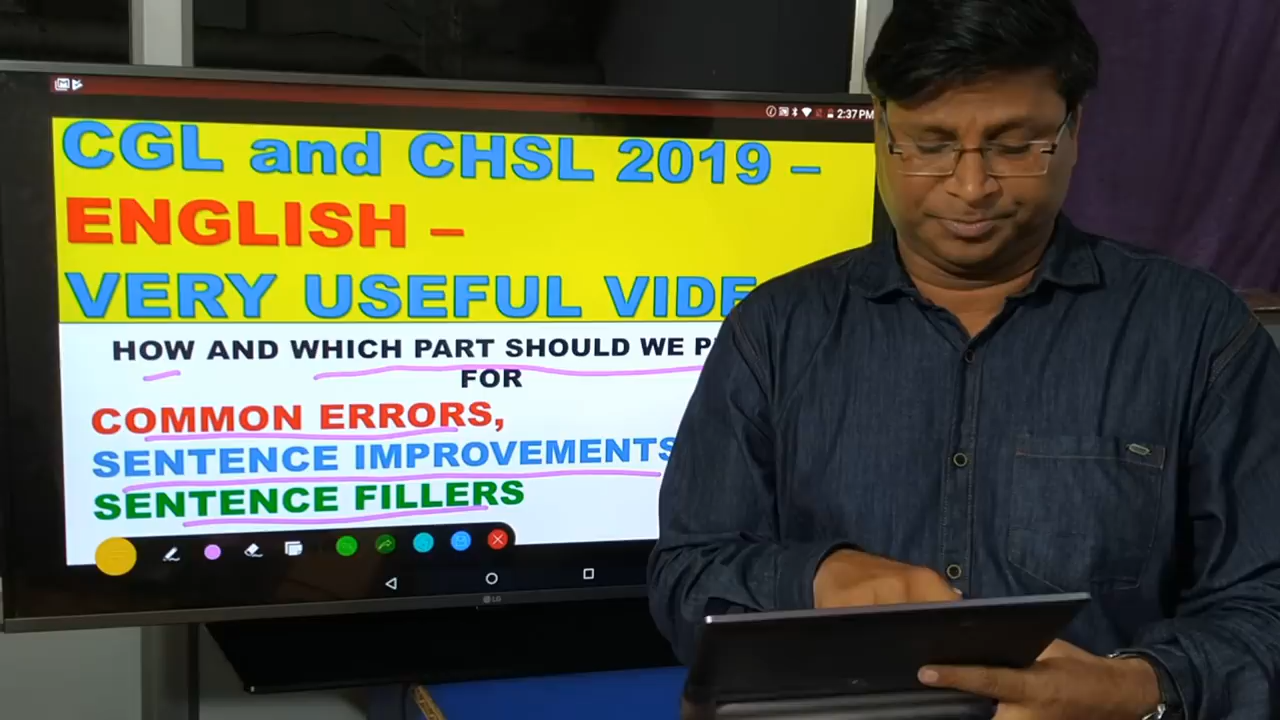 2:37 PM
CGL and CHSL 2019 –
ENGLISH –
VERY USEFUL
HOW AND WHICH PART SHOULD WE
FOR
COMMON ERRORS,
SENTENCE IMPROVEMENTS
SENTENCE FILLERS
LG